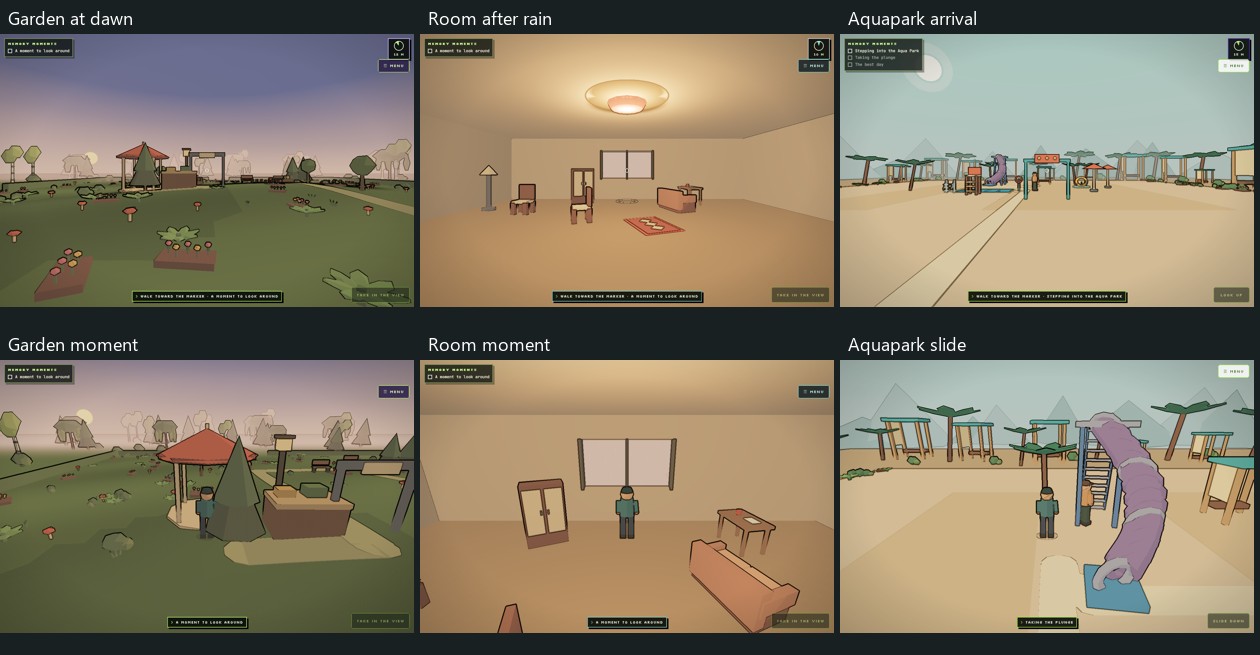 Garden at dawn
Room after rain
Aquapark arrival
MEMORY MOMENTS
A moment to look around
MENU
WALK TOWARD THE MARKER · A MOMENT TO LOOK AROUND
TAKE IN THE VIEW
MEMORY MOMENTS
A moment to look around
MENU
WALK TOWARD THE MARKER · A MOMENT TO LOOK AROUND
TAKE IN THE VIEW
MEMORY MOMENTS
Stepping into the Aqua Park
Taking the plunge
The best day
MENU
WALK TOWARD THE MARKER · STEPPING INTO THE AQUA PARK
LOOK UP
Garden moment
Room moment
Aquapark slide
MEMORY MOMENTS
A moment to look around
MENU
A MOMENT TO LOOK AROUND
TAKE IN THE VIEW
MEMORY MOMENTS
A moment to look around
MENU
A MOMENT TO LOOK AROUND
TAKE IN THE VIEW
MENU
TAKING THE PLUNGE
SLIDE DOWN